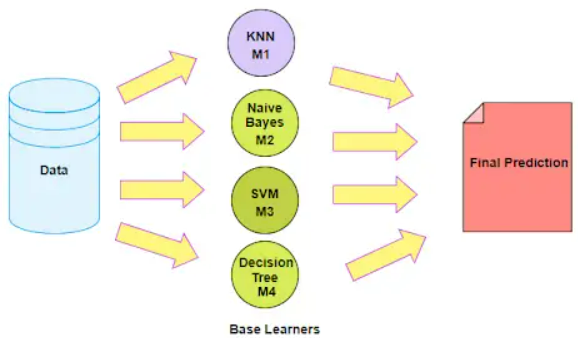 KNN
M1
Naive
Bayes
M2
Data
Final Prediction
SVM
M3
Decision
Tree
M4
Base Learners